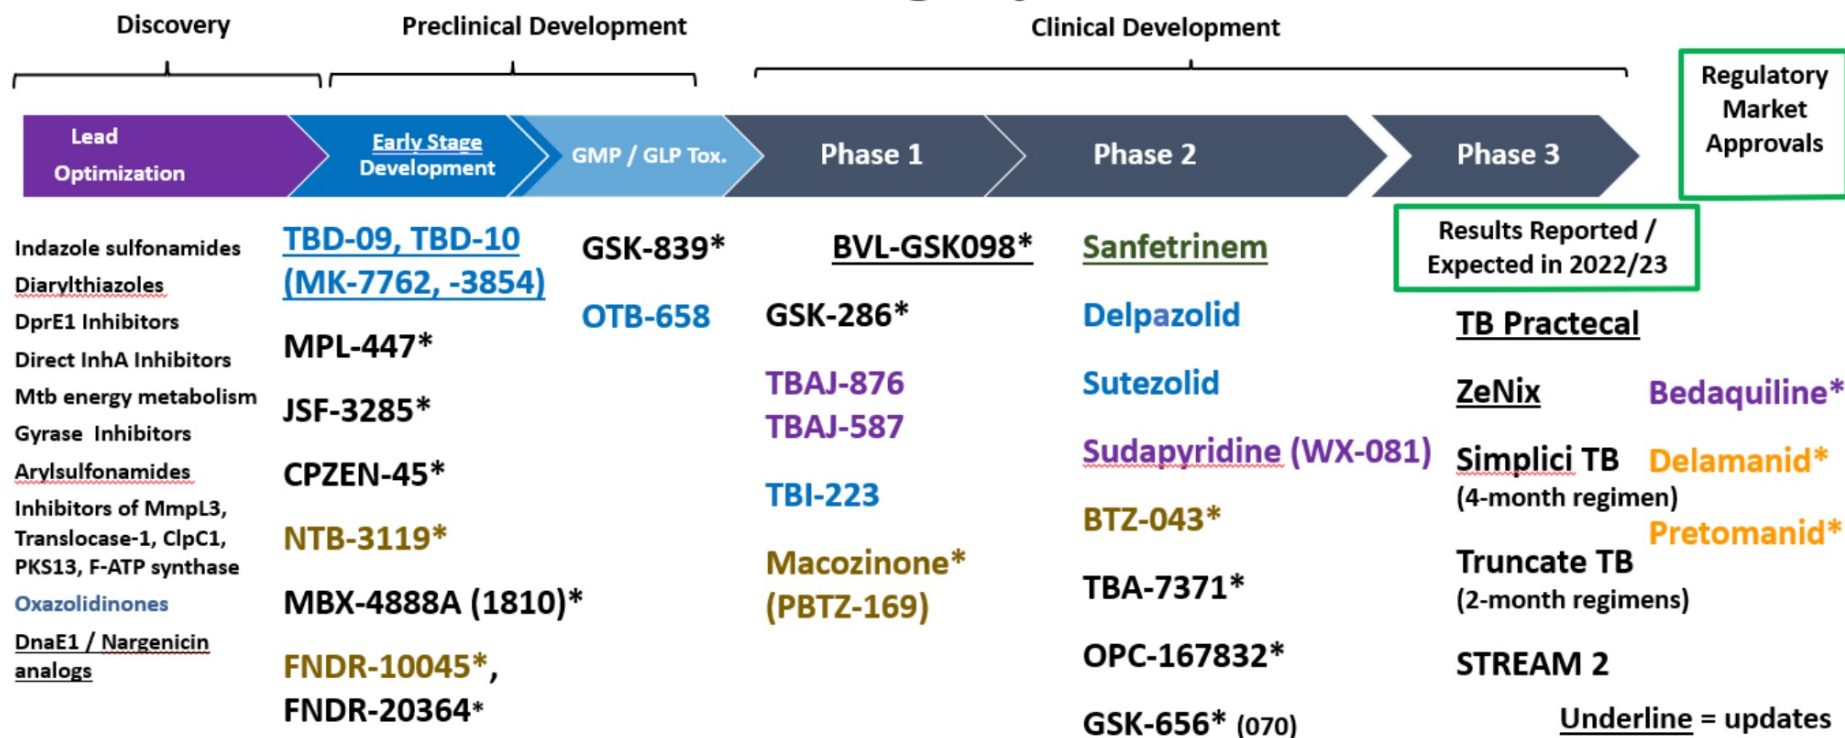 Discovery
Preclinical Development
Clinical Development
Regulatory
Market
Approvals
Lead
Optimization
Early Stage
Development
GMP / GLP Tox.
Phase 1
Phase 2
Phase 3
Results Reported /
Expected in 2022/23
Indazole sulfonamides
Diarylthiazoles
DprE1 Inhibitors
Direct InhA Inhibitors
Mtb energy metabolism
Gyrase Inhibitors
Arylsulfonamides
Inhibitors of MmpL3,
Translocase-1, ClpC1,
PKS13, F-ATP synthase
Oxazolidinones
DnaE1 / Nargenicin
analogs
TBD-09, TBD-10
(MK-7762, -3854)
MPL-447*
JSF-3285*
CPZEN-45*
NTB-3119*
MBX-4888A (1810)*
FNDR-10045*,
FNDR-20364*
GSK-839*
OTB-658
BVL-GSK098*
GSK-286*
TBAJ-876
TBAJ-587
TBI-223
Macozinone*
(PBTZ-169)
Sanfetrinem
Delpazolid
Sutezolid
Sudapyridine (WX-081)
BTZ-043*
TBA-7371*
OPC-167832*
GSK-656* (070)
TB Practecal
ZeNix
Simplici TB
(4-month regimen)
Truncate TB
(2-month regimens)
STREAM 2
Bedaquiline*
Delamanid*
Pretomanid*
Underline = updates